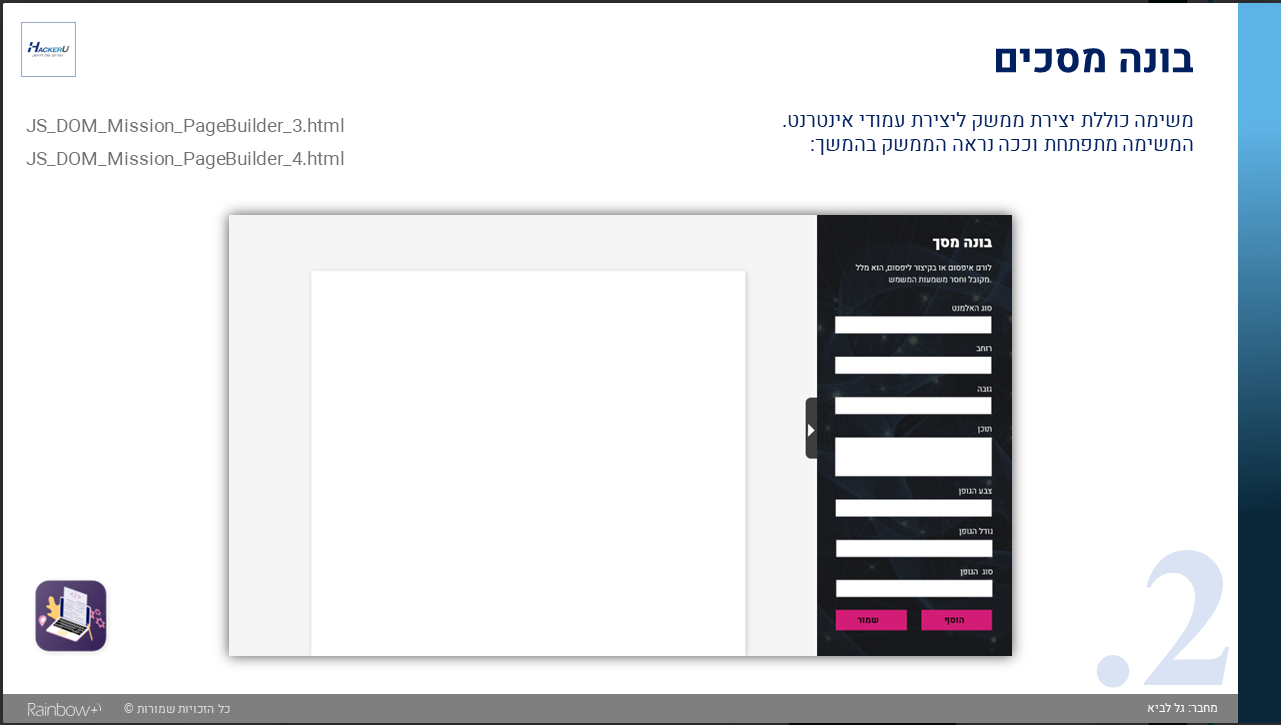 HACKERU
בונה מסכים
משימה כוללת יצירת ממשק ליצירת עמודי אינטרנט.
המשימה מתפתחת וככה נראה הממשק בהמשך:
JS_DOM_Mission_PageBuilder_3.html
JS_DOM_Mission_PageBuilder_4.html
בונה מסך
לורם איפסום או בקיצור ליפסום, הוא מלל
מקובל וחסר משמעות המשמש.
סוג האלמנט
רוחב
גובה
תוכן
צבע הגופן
גודל הגופן
סוג הגופן
הוסף שמור
2.
מחבר: גל לביא
כל הזכויות שמורות ©
Rainbow+